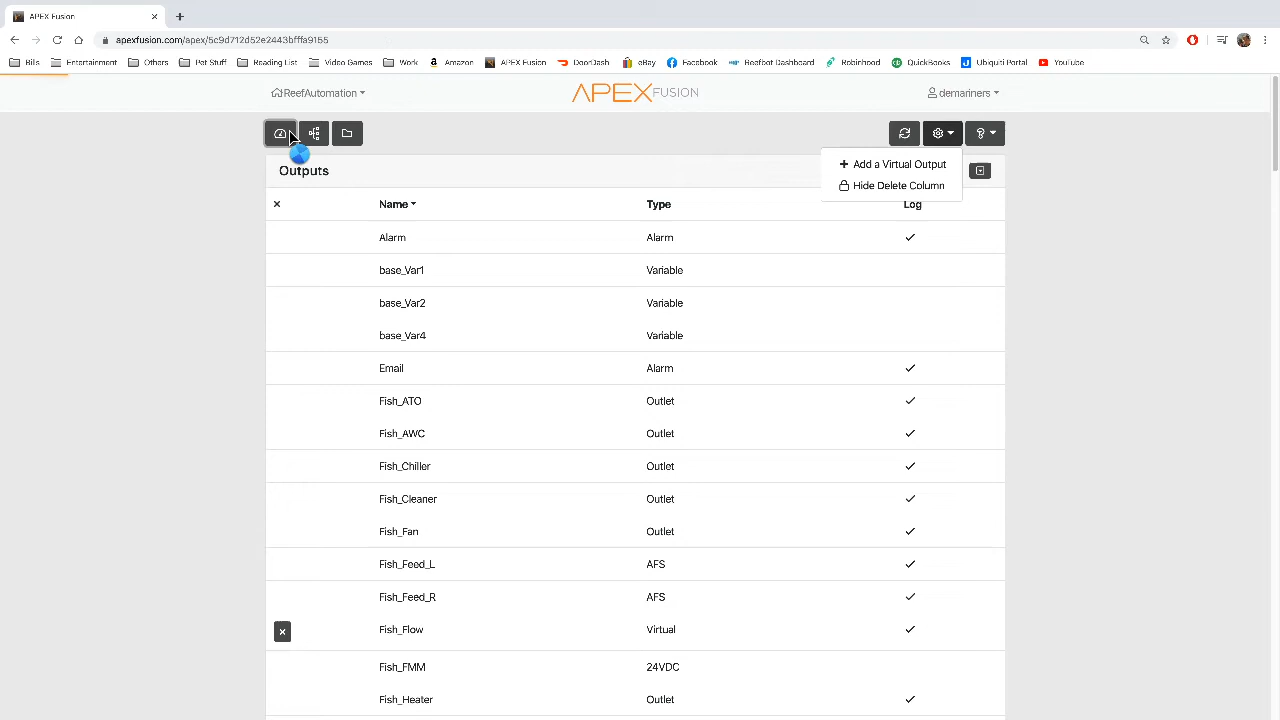 APEX Fusion
apexfusion.com/apex/5c9d712d52e2443bfffa9155
Bills Entertainment Others Pet Stuff Reading List Video Games Work Amazon APEX Fusion DoorDash eBay Facebook Reefbot Dashboard Robinhood QuickBooks Ubiquiti Portal YouTube
ReefAutomation APEXFUSION demariners
Add a Virtual Output
Outputs
Hide Delete Column
Name Type Log
Alarm Alarm
base_Var1 Variable
base_Var2 Variable
base_Var4 Variable
Email Alarm
Fish_ATO Outlet
Fish_AWC Outlet
Fish_Chiller Outlet
Fish_Cleaner Outlet
Fish_Fan Outlet
Fish_Feed_L AFS
Fish_Feed_R AFS
Fish_Flow Virtual
Fish_FMM 24VDC
Fish_Heater Outlet